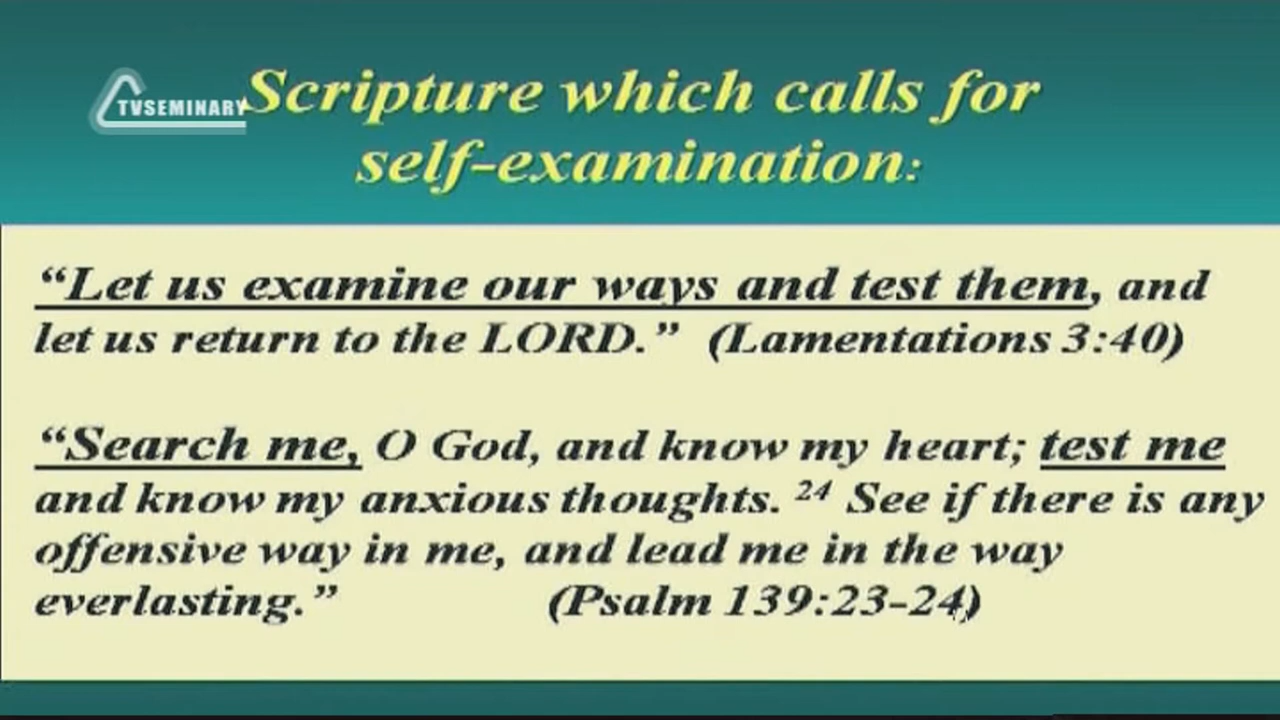 Scripture which calls for
TVSEMINARY
self-examination:
“Let us examine our ways and test them, and
let us return to the LORD.” (Lamentations 3:40)
“Search me, O God, and know my heart; test me
and know my anxious thoughts. 24 See if there is any
offensive way in me, and lead me in the way
everlasting.” (Psalm 139:23-24)